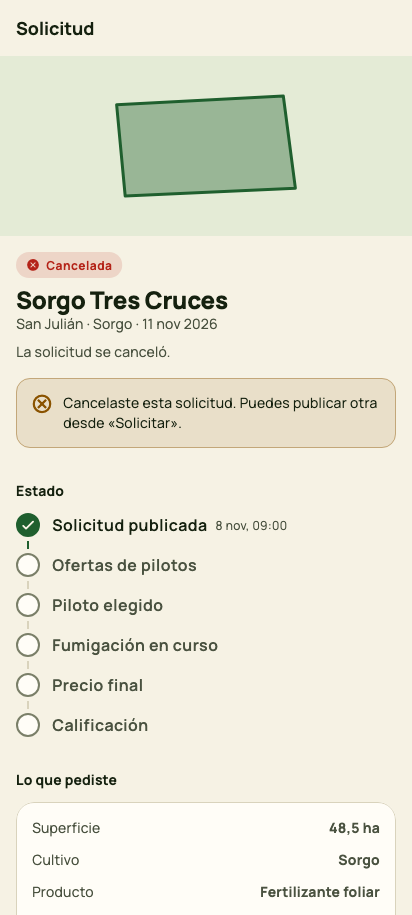 Solicitud
Cancelada
Sorgo Tres Cruces
San Julián · Sorgo · 11 nov 2026
La solicitud se canceló.
Cancelaste esta solicitud. Puedes publicar otra
desde «Solicitar».
Estado
Solicitud publicada 8 nov, 09:00
Ofertas de pilotos
Piloto elegido
Fumigación en curso
Precio final
Calificación
Lo que pediste
Superficie 48,5 ha
Cultivo Sorgo
Producto Fertilizante foliar